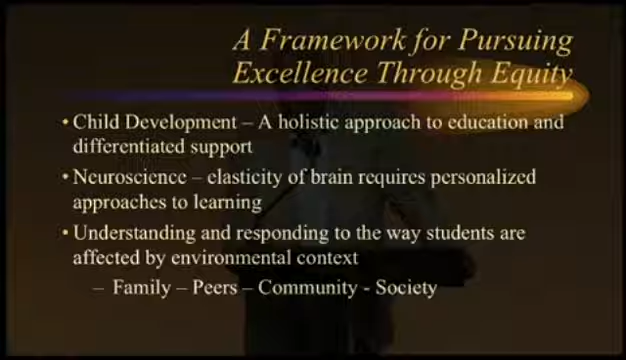 A Framework for Pursuing
Excellence Through Equity
• Child Development – A holistic approach to education and
differentiated support
• Neuroscience – elasticity of brain requires personalized
approaches to learning
• Understanding and responding to the way students are
affected by environmental context
– Family – Peers – Community - Society